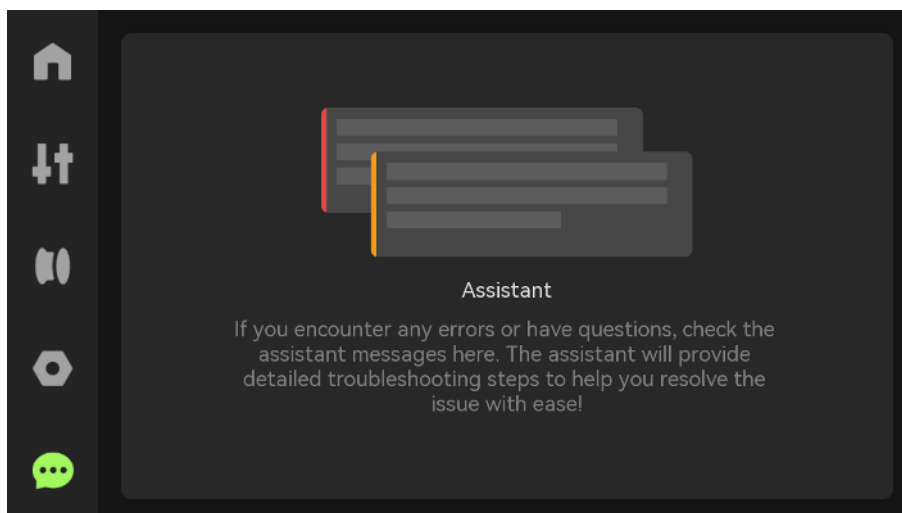 Assistant
If you encounter any errors or have questions, check the
assistant messages here. The assistant will provide
detailed troubleshooting steps to help you resolve the
issue with ease!